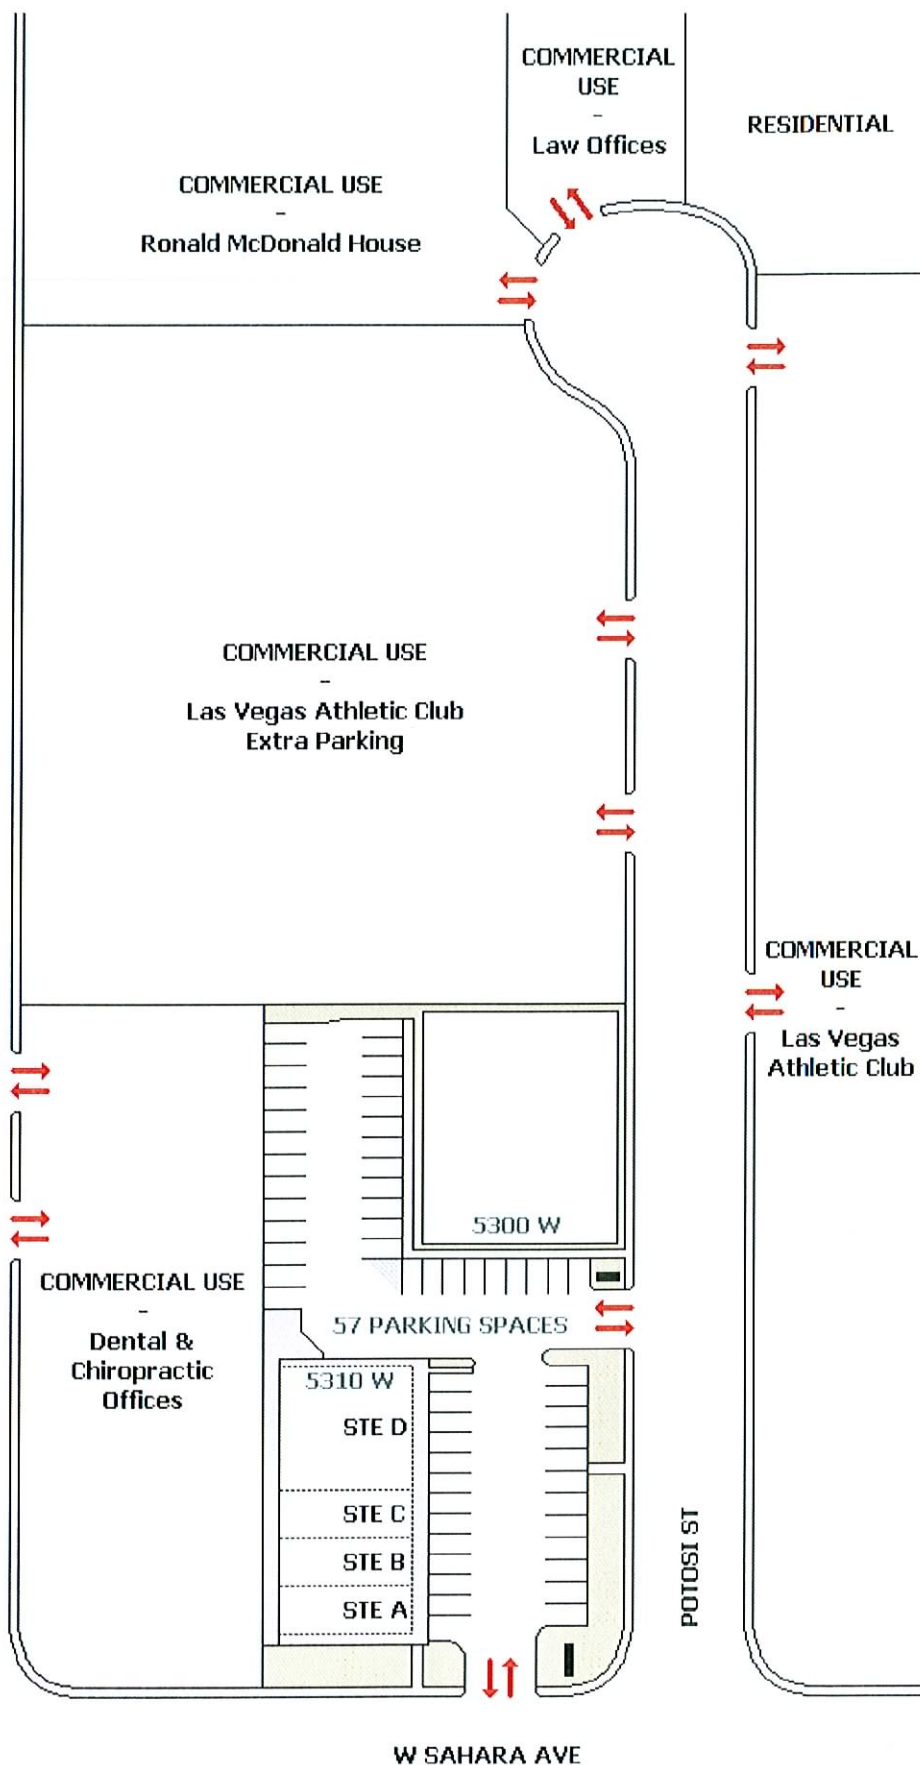 COMMERCIAL
USE
-
Law Offices
RESIDENTIAL
COMMERCIAL USE
-
Ronald McDonald House
COMMERCIAL USE
-
Las Vegas Athletic Club
Extra Parking
COMMERCIAL
USE
-
Las Vegas
Athletic Club
5300 W
COMMERCIAL USE
-
Dental &
Chiropractic
Offices
57 PARKING SPACES
5310 W
STE D
STE C
STE B
STE A
POTOSI ST
W SAHARA AVE